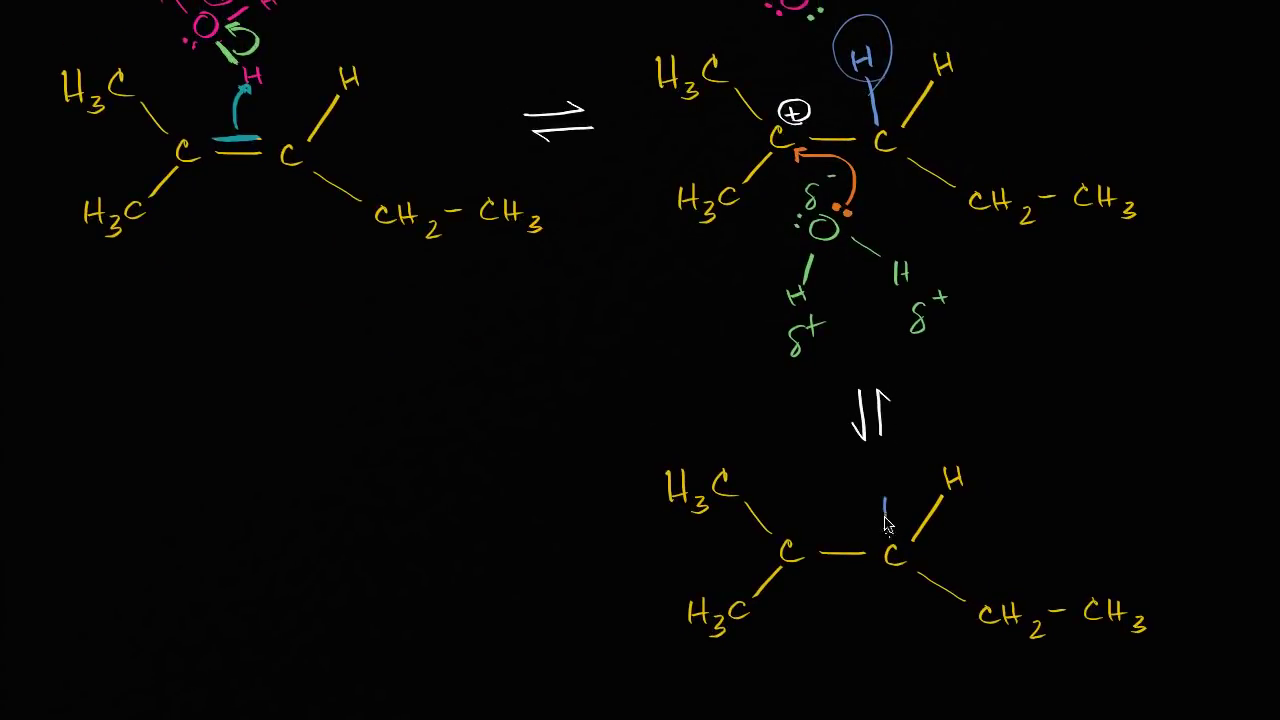 O H
H H
H3C
C = C
H3C CH2 - CH3
O
H H
H3C +
C - C
H3C CH2 - CH3
δ-
O
H H
δ+ δ+
H3C H
C - C
H3C CH2 - CH3